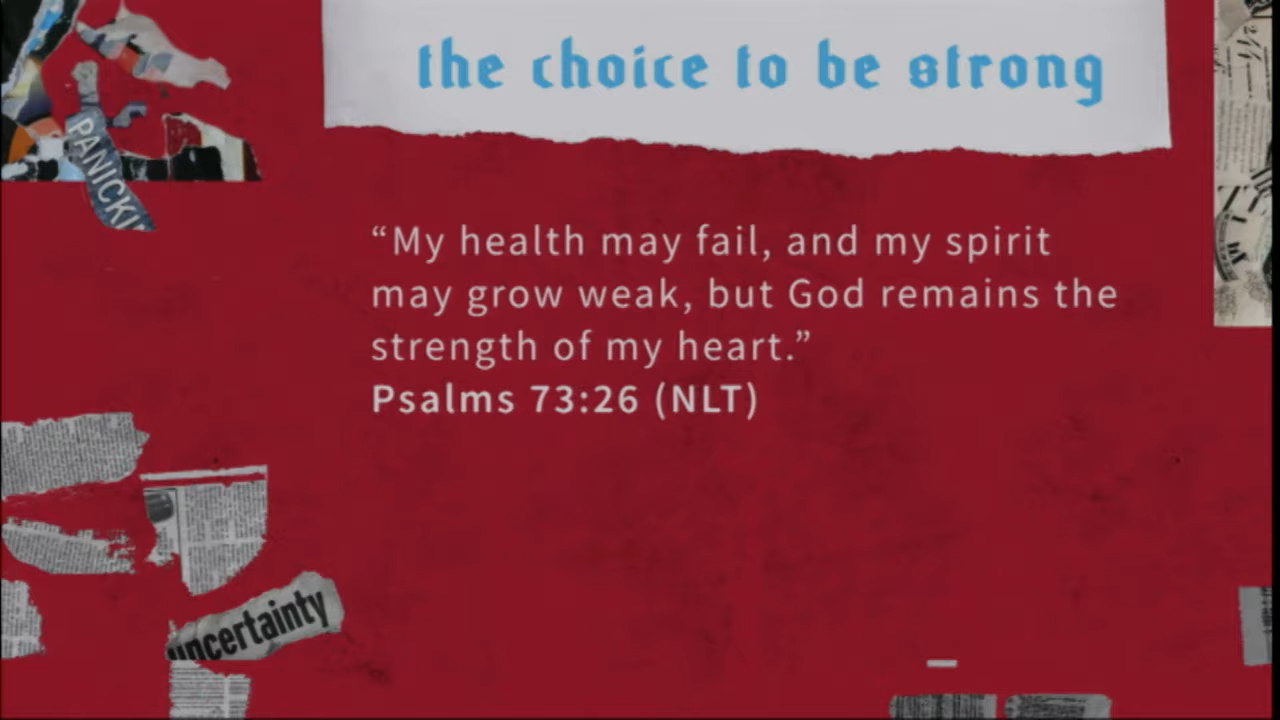 the choice to be strong
PANICKI
“My health may fail, and my spirit
may grow weak, but God remains the
strength of my heart.”
Psalms 73:26 (NLT)
uncertainty